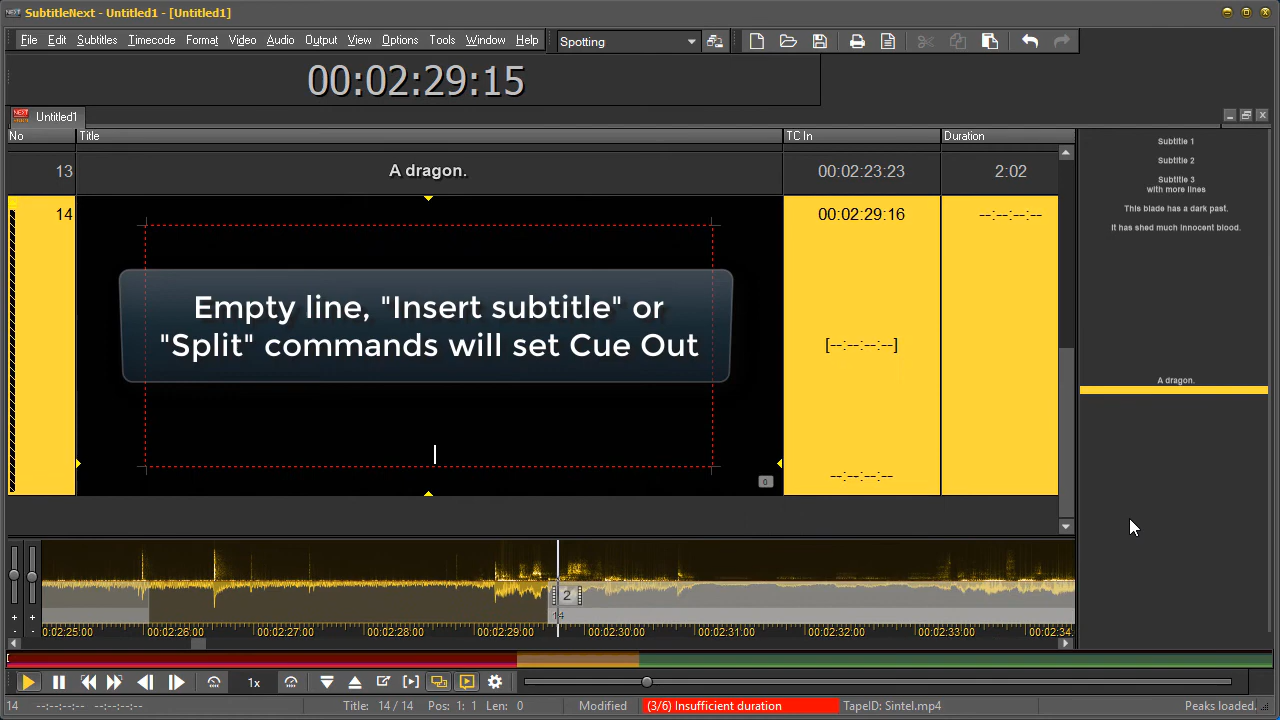 NEXT SubtitleNext - Untitled1 - [Untitled1]
File Edit Subtitles Timecode Format Video Audio Output View Options Tools Window Help Spotting
00:02:29:15
NEXT Untitled1
No Title TC In Duration
13 A dragon. 00:02:23:23 2:02
14 00:02:29:16 --:--:--:--
Empty line, "Insert subtitle" or
"Split" commands will set Cue Out
[--:--:--:--]
--:--:--:--
0
Subtitle 1
Subtitle 2
Subtitle 3
with more lines
This blade has a dark past.
It has shed much innocent blood.
A dragon.
2
14
00:02:25:00 00:02:26:00 00:02:27:00 00:02:28:00 00:02:29:00 00:02:30:00 00:02:31:00 00:02:32:00 00:02:33:00 00:02:34:
1x
14 --:--:--:-- --:--:--:-- Title: 14 / 14 Pos: 1: 1 Len: 0 Modified (3/6) Insufficient duration TapeID: Sintel.mp4 Peaks loaded.